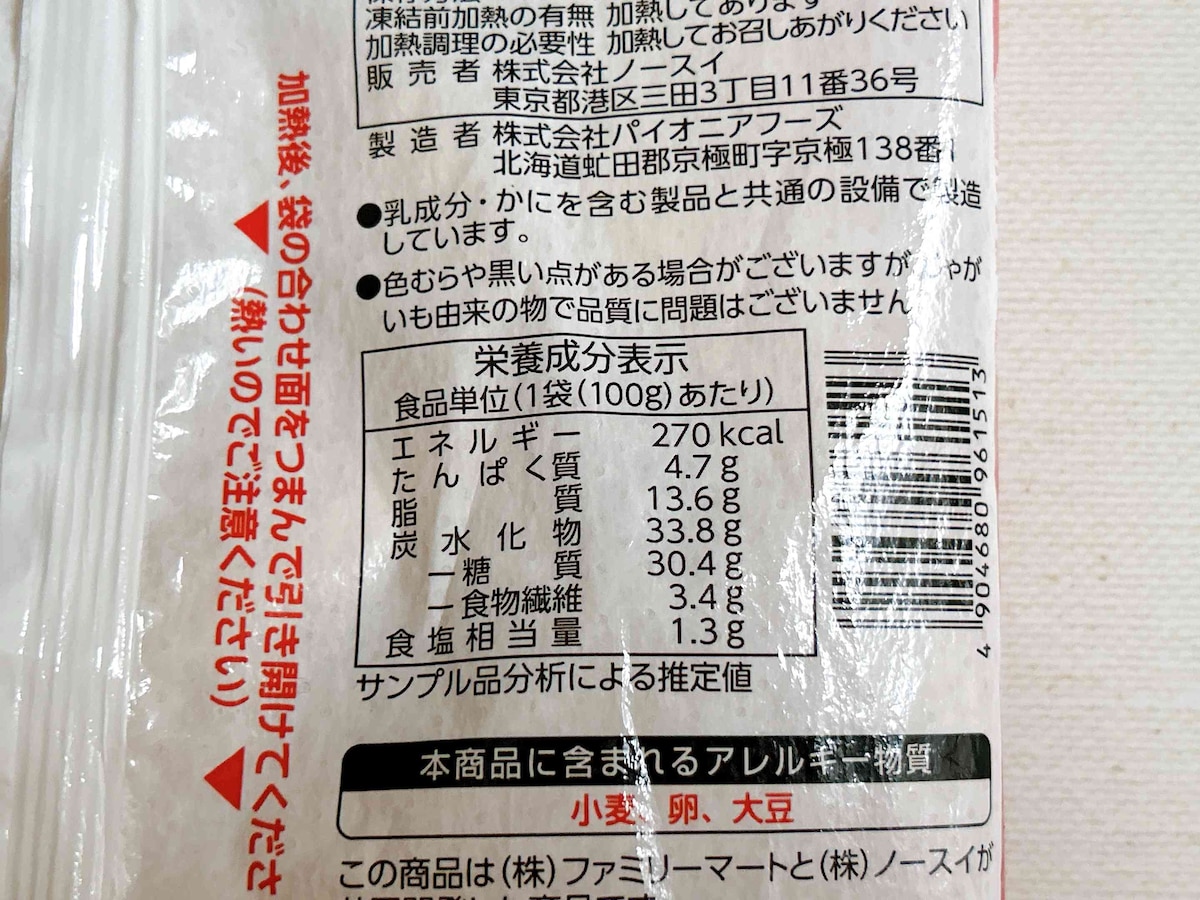 凍結前加熱の有無 加熱してあります
加熱調理の必要性 加熱してお召しあがりください
販売者 株式会社ノースイ
東京都港区三田3丁目11番36号
製造者 株式会社パイオニアフーズ
北海道虻田郡京極町字京極138番
●乳成分・かにを含む製品と共通の設備で製造
しています。
●色むらや黒い点がある場合がございますが
いも由来の物で品質に問題はございません
栄養成分表示
食品単位(1袋(100g)あたり)
エネルギー 270kcal
たんぱく質 4.7g
脂質 13.6g
炭水化物 33.8g
ー糖質 30.4g
ー食物繊維 3.4g
食塩相当量 1.3g
サンプル品分析による推定値
本商品に含まれるアレルギー物質
小麦、卵、大豆
この商品は(株)ファミリーマートと(株)ノースイが
加熱後、袋の合わせ面をつまんで引き開けてくださ
(熱いのでご注意ください)
4904680961513